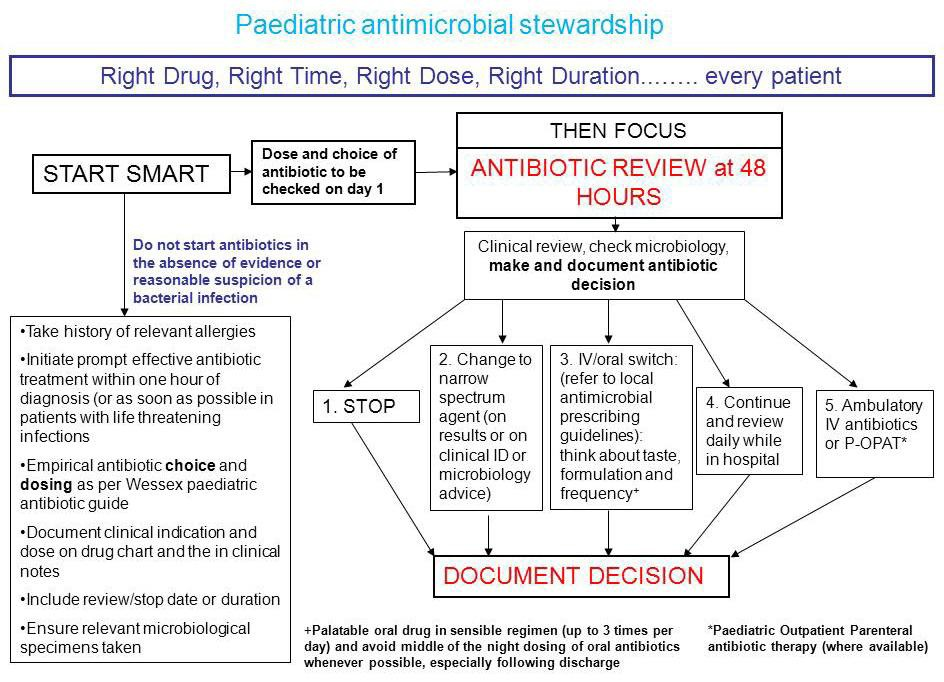 Paediatric antimicrobial stewardship
Right Drug, Right Time, Right Dose, Right Duration…….. every patient
START SMART
Dose and choice of
antibiotic to be
checked on day 1
THEN FOCUS
ANTIBIOTIC REVIEW at 48
HOURS
Do not start antibiotics in
the absence of evidence or
reasonable suspicion of a
bacterial infection
•Take history of relevant allergies
•Initiate prompt effective antibiotic
treatment within one hour of
diagnosis (or as soon as possible in
patients with life threatening
infections
•Empirical antibiotic choice and
dosing as per Wessex paediatric
antibiotic guide
•Document clinical indication and
dose on drug chart and the in clinical
notes
•Include review/stop date or duration
•Ensure relevant microbiological
specimens taken
Clinical review, check microbiology,
make and document antibiotic
decision
1. STOP
2. Change to
narrow
spectrum
agent (on
results or on
clinical ID or
microbiology
advice)
3. IV/oral switch:
(refer to local
antimicrobial
prescribing
guidelines):
think about taste,
formulation and
frequency+
4. Continue
and review
daily while
in hospital
5. Ambulatory
IV antibiotics
or P-OPAT*
DOCUMENT DECISION
+Palatable oral drug in sensible regimen (up to 3 times per
day) and avoid middle of the night dosing of oral antibiotics
whenever possible, especially following discharge
*Paediatric Outpatient Parenteral
antibiotic therapy (where available)